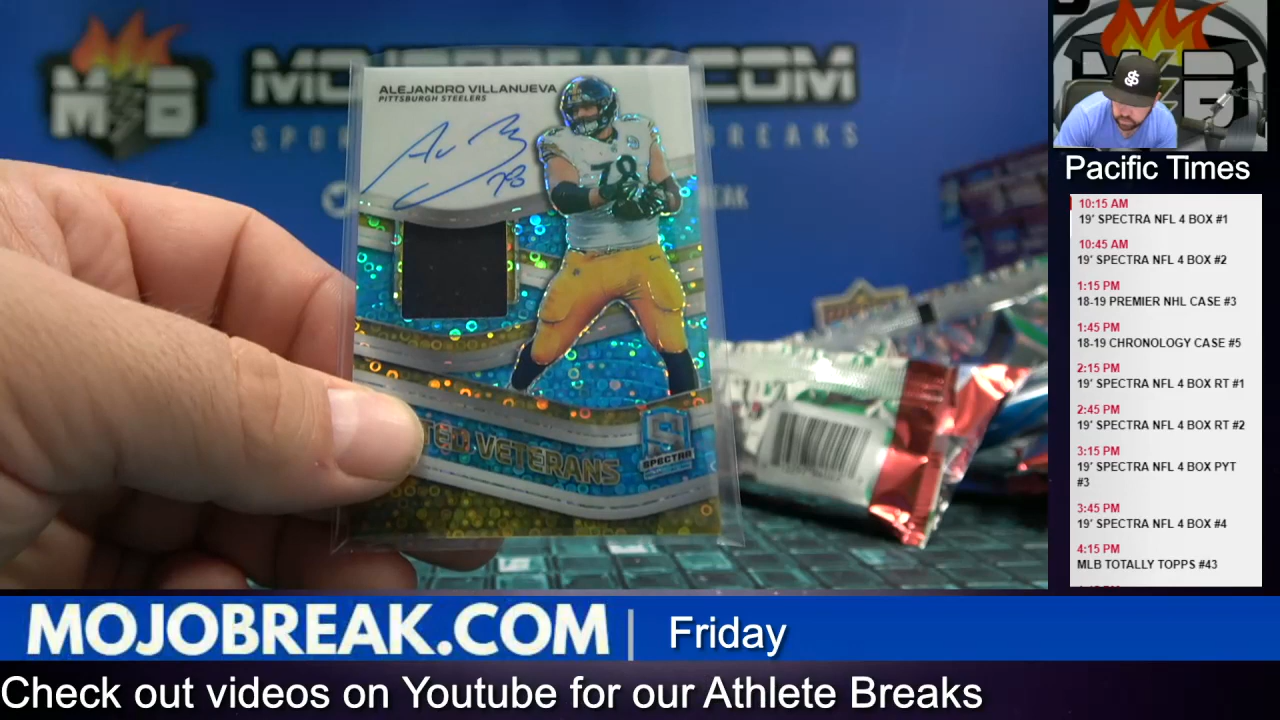 MOJOBREAK.COM
ALEJANDRO VILLANUEVA
PITTSBURGH STEELERS
78
78
VETERANS
SPECTRA
Pacific Times
10:15 AM
19' SPECTRA NFL 4 BOX #1
10:45 AM
19' SPECTRA NFL 4 BOX #2
1:15 PM
18-19 PREMIER NHL CASE #3
1:45 PM
18-19 CHRONOLOGY CASE #5
2:15 PM
19' SPECTRA NFL 4 BOX RT #1
2:45 PM
19' SPECTRA NFL 4 BOX RT #2
3:15 PM
19' SPECTRA NFL 4 BOX PYT
#3
3:45 PM
19' SPECTRA NFL 4 BOX #4
4:15 PM
MLB TOTALLY TOPPS #43
MOJOBREAK.COM | Friday
Check out videos on Youtube for our Athlete Breaks